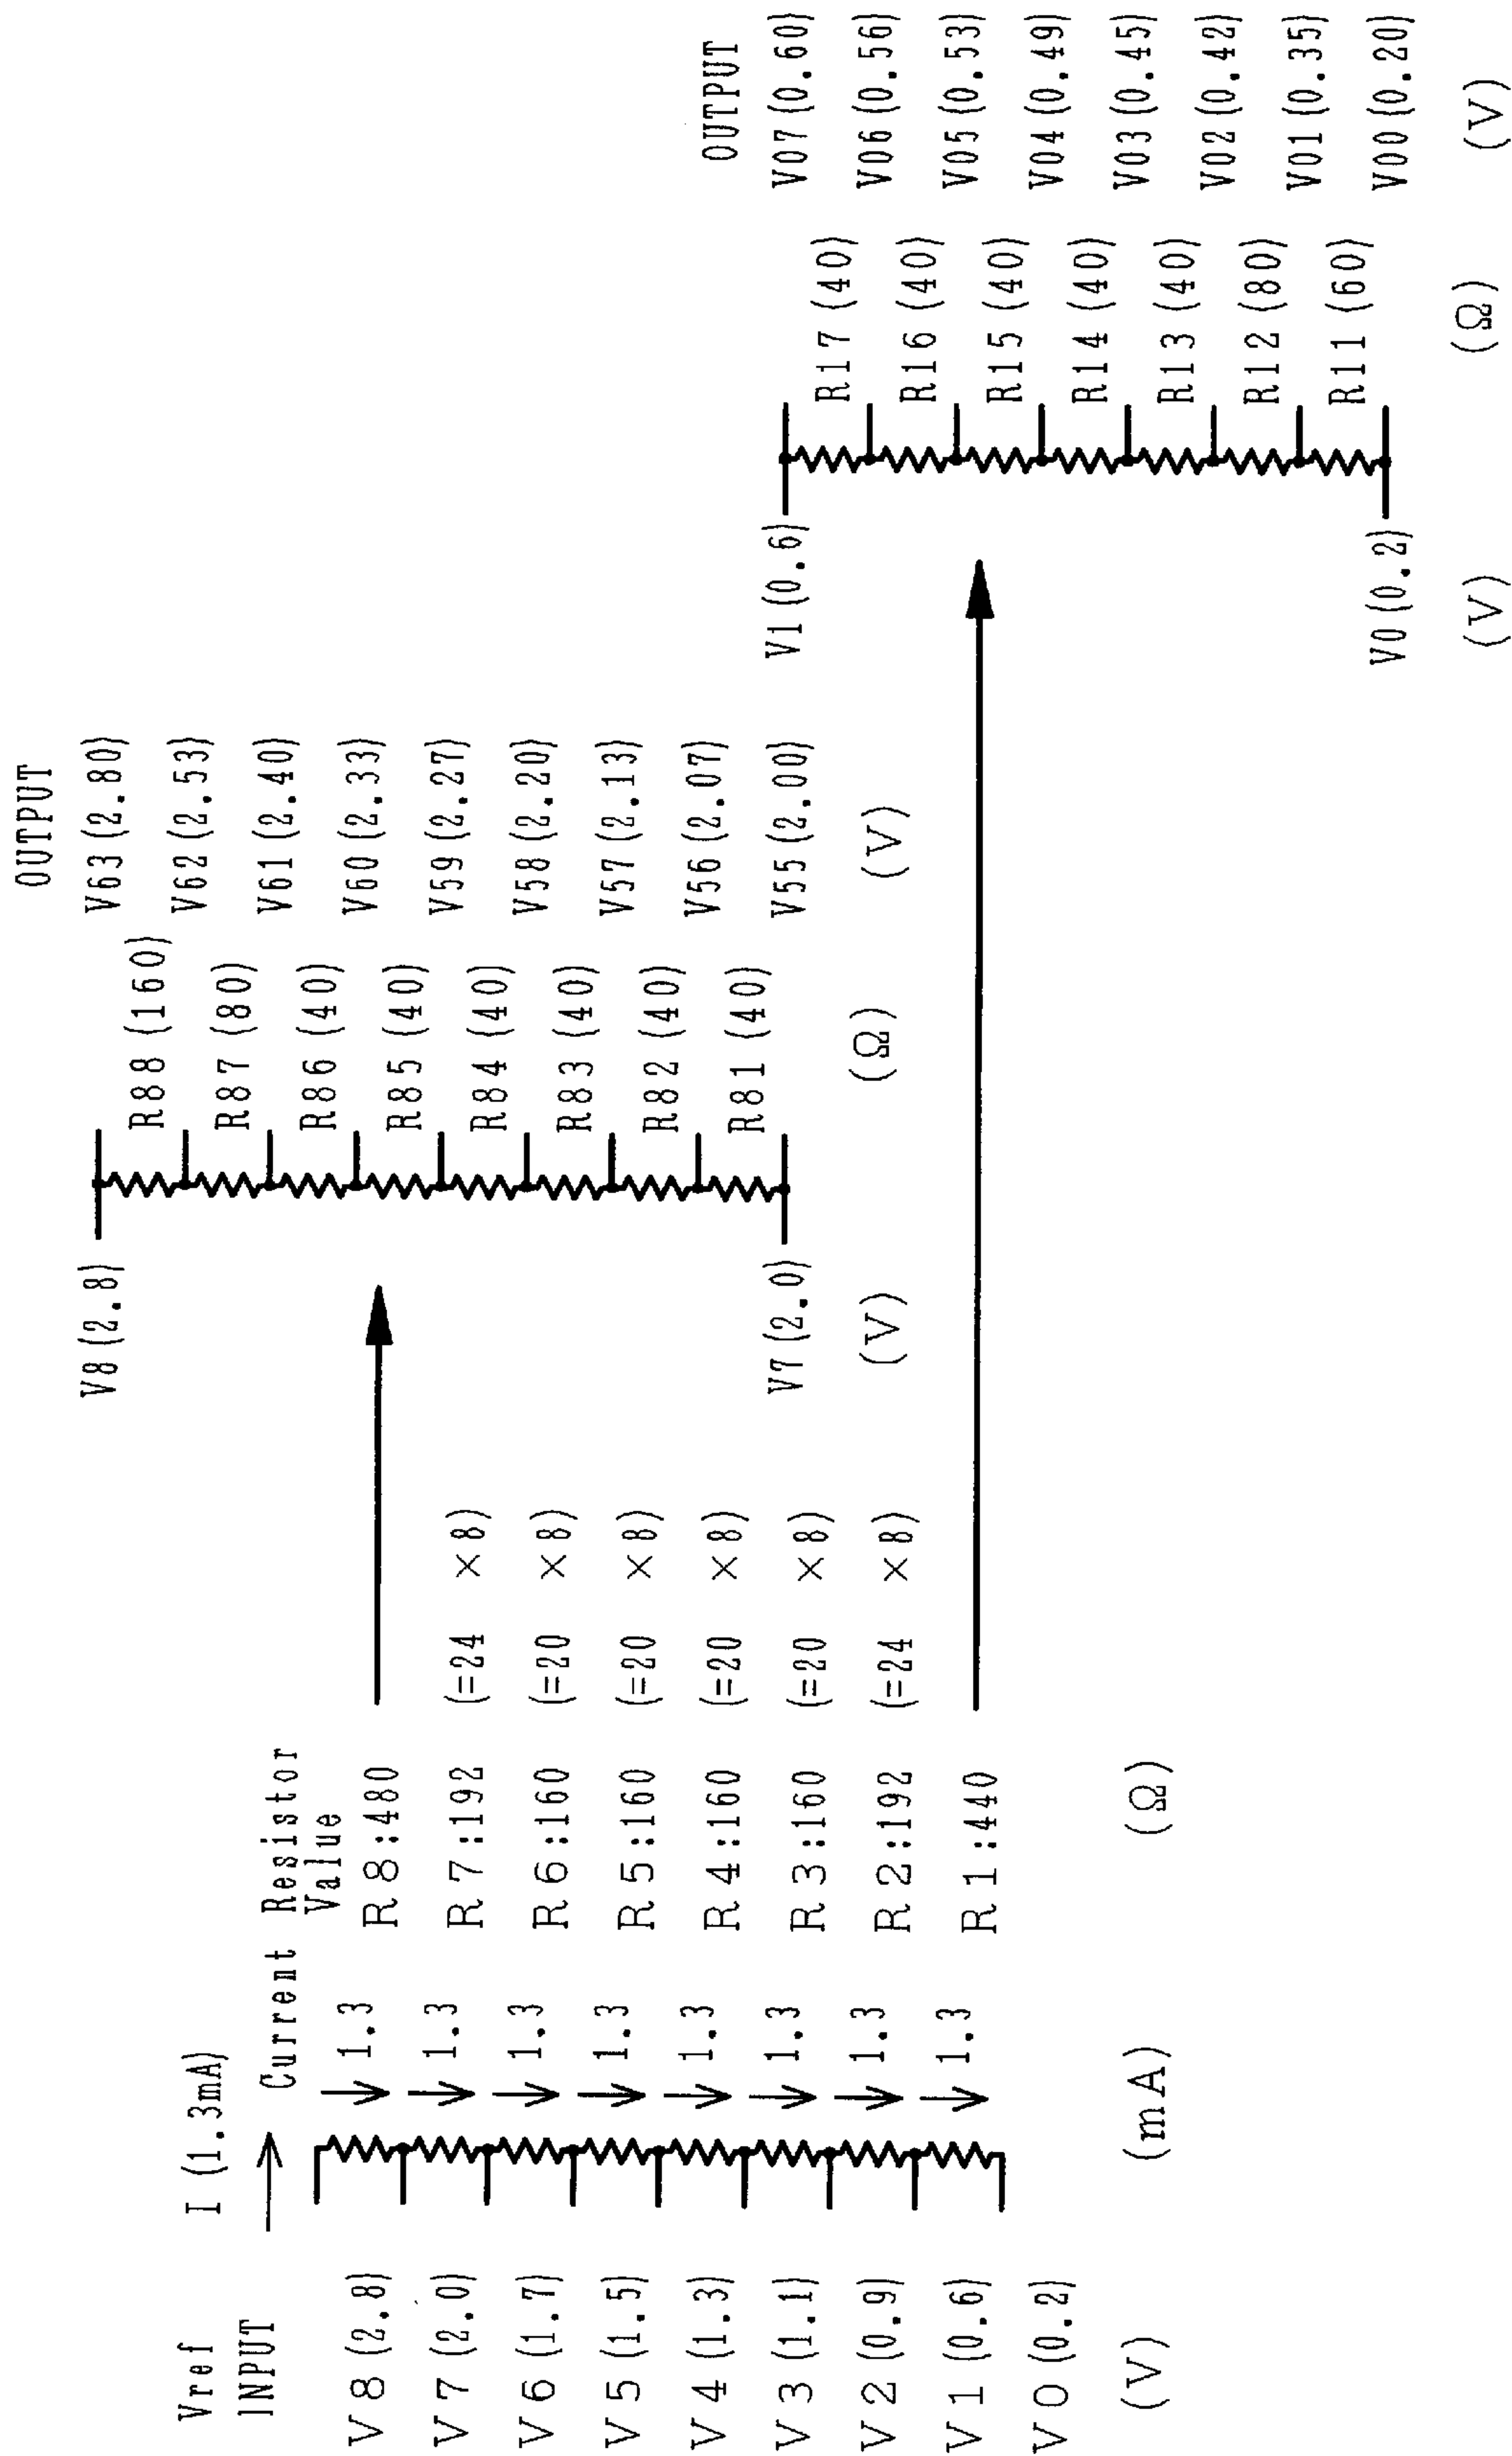 Vref
INPUT
I (1.3mA)
Current
Resistor
Value
V8 (2.8)
V7 (2.0)
V6 (1.7)
V5 (1.5)
V4 (1.3)
V3 (1.1)
V2 (0.9)
V1 (0.6)
V0 (0.2)
(V)
1.3
1.3
1.3
1.3
1.3
1.3
1.3
1.3
(mA)
R8:480
R7:192 (=24 ×8)
R6:160 (=20 ×8)
R5:160 (=20 ×8)
R4:160 (=20 ×8)
R3:160 (=20 ×8)
R2:192 (=24 ×8)
R1:440
(Ω)
V8 (2.8)
V7 (2.0)
(V)
R88 (160)
R87 (80)
R86 (40)
R85 (40)
R84 (40)
R83 (40)
R82 (40)
R81 (40)
(Ω)
OUTPUT
V63 (2.80)
V62 (2.53)
V61 (2.40)
V60 (2.33)
V59 (2.27)
V58 (2.20)
V57 (2.13)
V56 (2.07)
V55 (2.00)
(V)
V1 (0.6)
V0 (0.2)
(V)
R17 (40)
R16 (40)
R15 (40)
R14 (40)
R13 (40)
R12 (80)
R11 (60)
(Ω)
OUTPUT
V07 (0.60)
V06 (0.56)
V05 (0.53)
V04 (0.49)
V03 (0.45)
V02 (0.42)
V01 (0.35)
V00 (0.20)
(V)